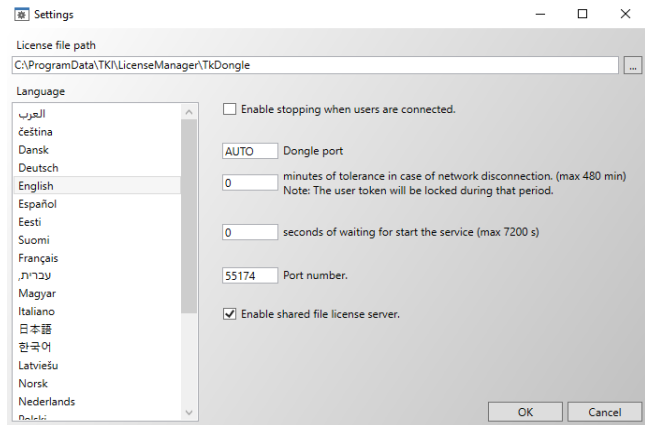 Settings
License file path
C:\ProgramData\TKI\LicenseManager\TkDongle
...
Language
العرب
čeština
Dansk
Deutsch
English
Español
Eesti
Suomi
Français
עברית,
Magyar
Italiano
日本語
한국어
Latviešu
Norsk
Nederlands
Polski
Enable stopping when users are connected.
AUTO Dongle port
0 minutes of tolerance in case of network disconnection. (max 480 min)
Note: The user token will be locked during that period.
0 seconds of waiting for start the service (max 7200 s)
55174 Port number.
Enable shared file license server.
OK Cancel